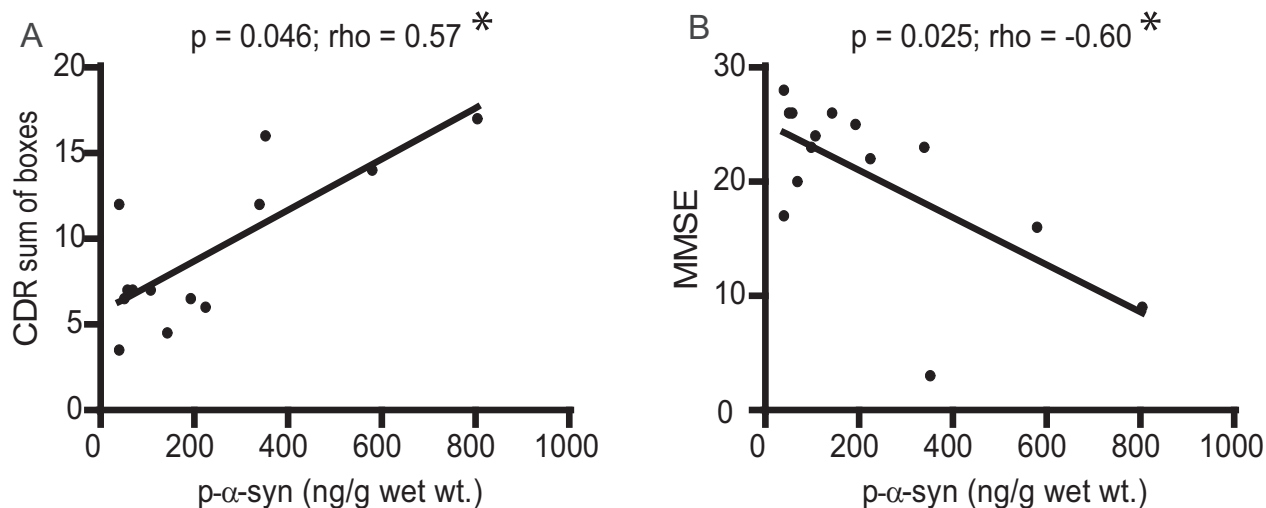 A
p = 0.046; rho = 0.57 *
20
15
10
5
0
CDR sum of boxes
0 200 400 600 800 1000
p-α-syn (ng/g wet wt.)
B
p = 0.025; rho = -0.60 *
30
20
10
0
MMSE
0 200 400 600 800 1000
p-α-syn (ng/g wet wt.)